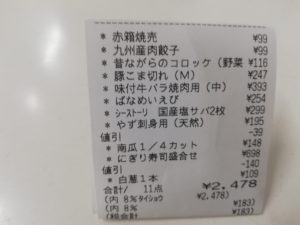 * 赤箱焼売 ¥99
* 九州産肉餃子 ¥99
* 昔ながらのコロッケ(野菜 ¥116
* 豚こま切れ(M) ¥247
* 味付牛バラ焼肉用(中) ¥393
* ばなめいえび ¥254
* シーストーリ 国産塩サバ2枚 ¥299
* やず刺身用(天然) ¥195
値引 -39
* 南瓜1/4カット ¥148
* にぎり寿司盛合せ ¥698
値引 -140
* 白葱1本 ¥109
合計/ 11点 ¥2,478
(内 8%タイショウ ¥2,478)
(内 8% ¥183)
(税合計 ¥183)